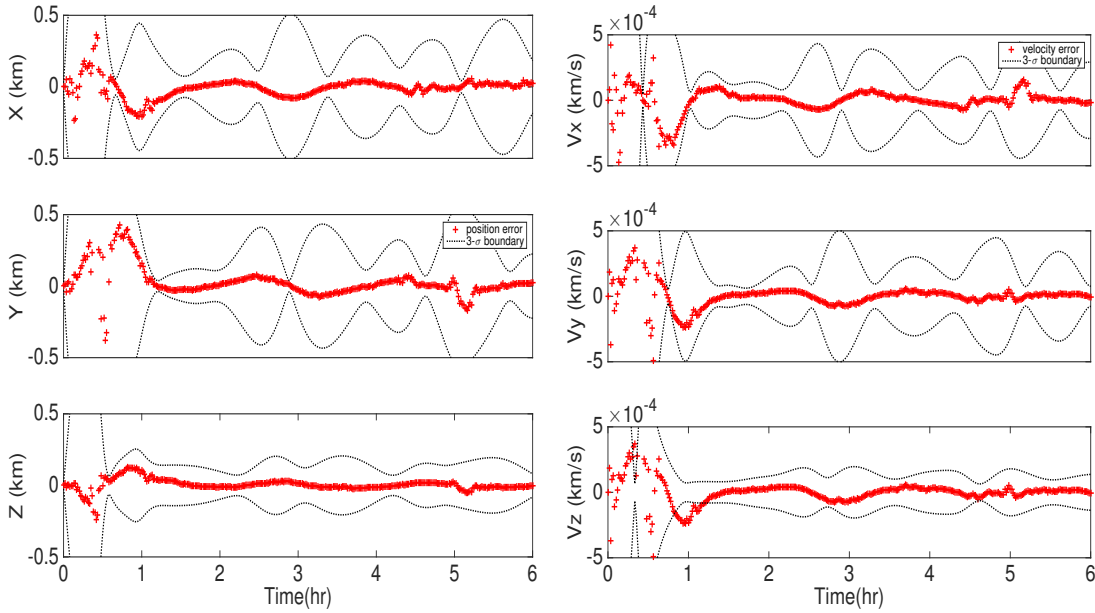 0.5
0
-0.5
X (km)
0.5
0
-0.5
Y (km)
position error
3-σ boundary
0.5
0
-0.5
Z (km)
0 1 2 3 4 5 6
Time(hr)
×10⁻⁴
5
0
-5
Vx (km/s)
velocity error
3-σ boundary
×10⁻⁴
5
0
-5
Vy (km/s)
×10⁻⁴
5
0
-5
Vz (km/s)
0 1 2 3 4 5 6
Time(hr)